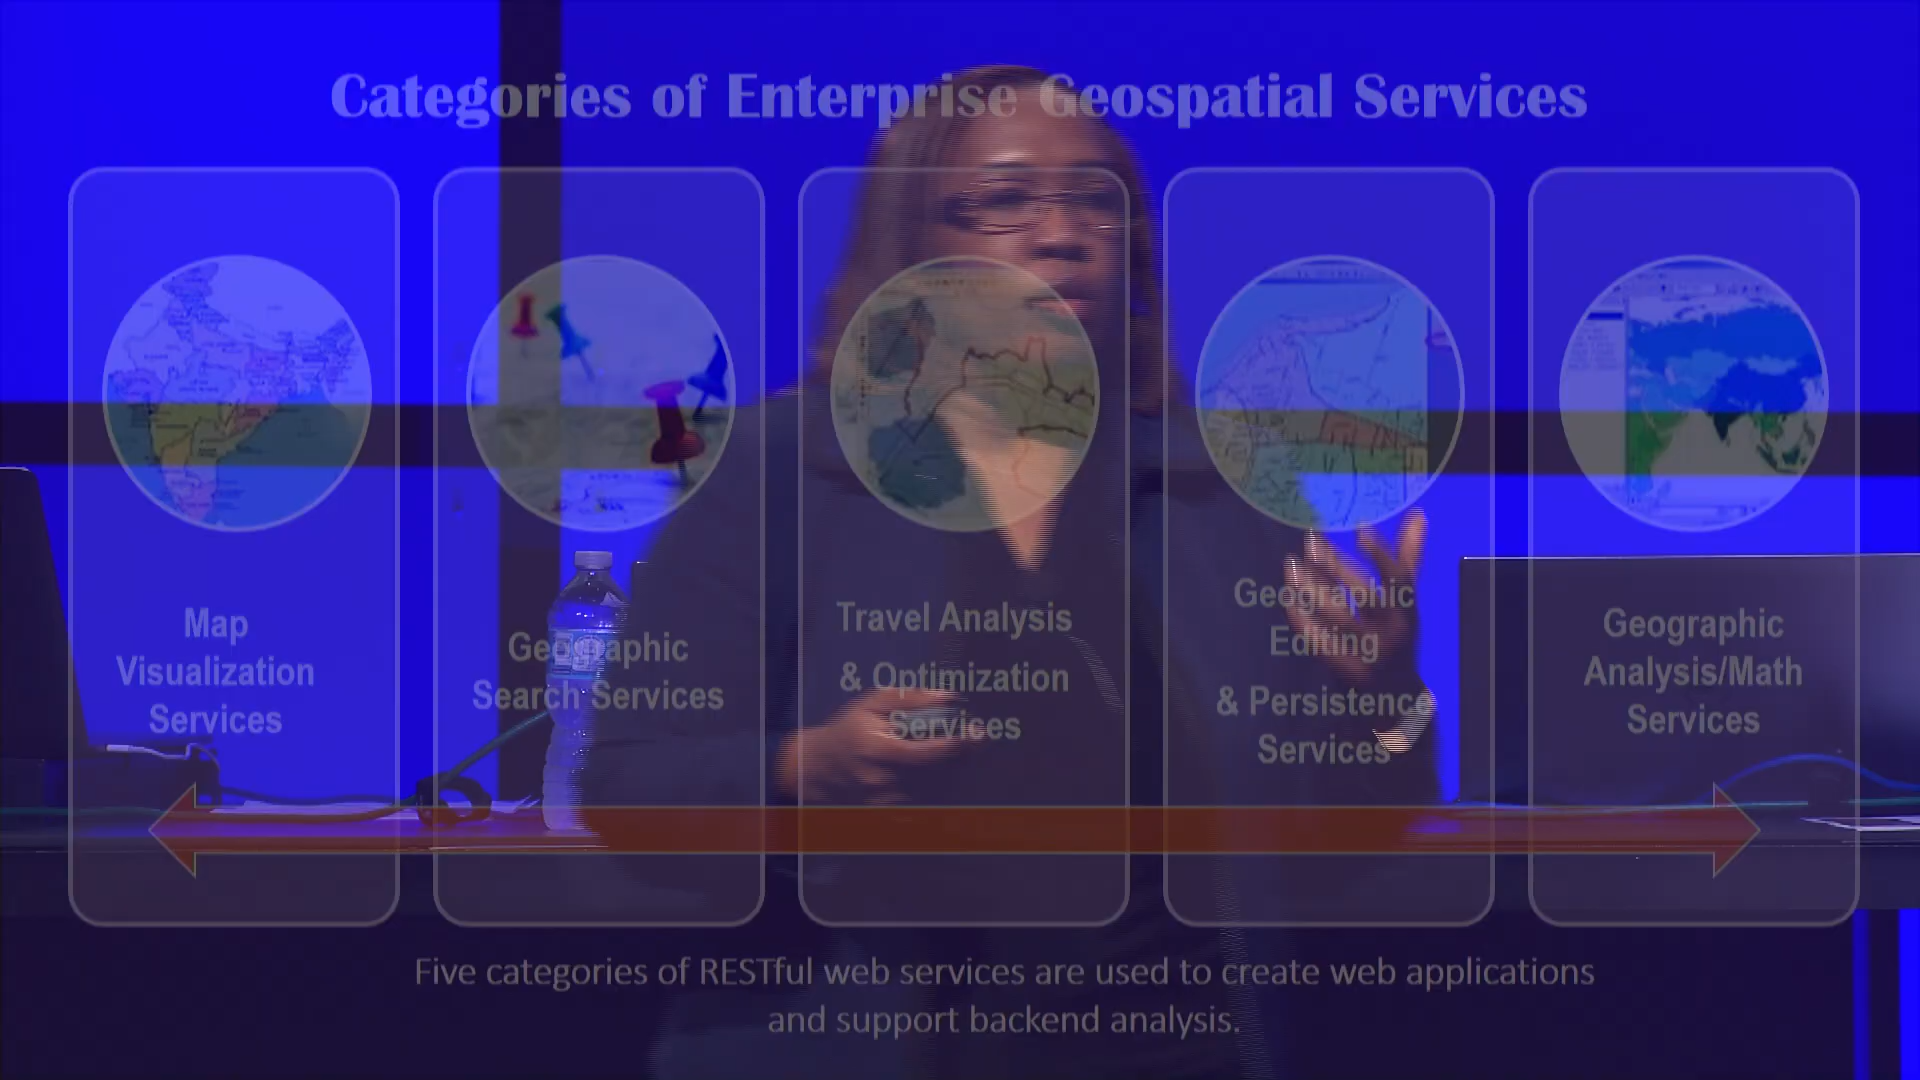 Categories of Enterprise Geospatial Services
Map
Visualization
Services
Geographic
Search Services
Travel Analysis
& Optimization
Services
Geographic
Editing
& Persistence
Services
Geographic
Analysis/Math
Services
Five categories of RESTful web services are used to create web applications
and support backend analysis.